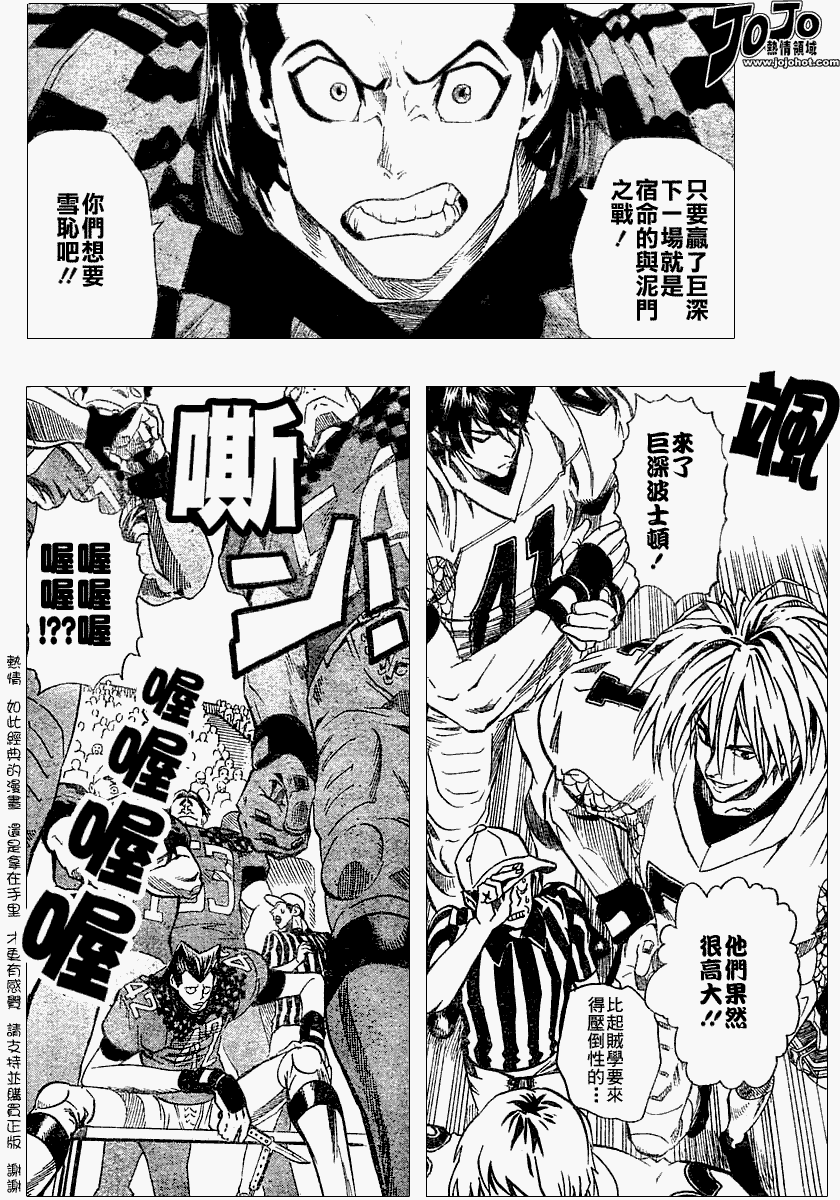 JOJO
熱情領域
www.jojohot.com
只要贏了巨深
下一場就是
宿命的與泥門
之戰！
你們想要
雪恥吧！！
颯
來了
巨深波士頓！
他們果然
很高大！！
比起賊學要來
得壓倒性的…
嘶
ン！
喔喔
喔喔
喔??!
喔
喔
喔
喔
41
55
42
熱情 如此經典的漫畫 還是拿在手里 才更有感覺 請支持並購買正版 謝謝